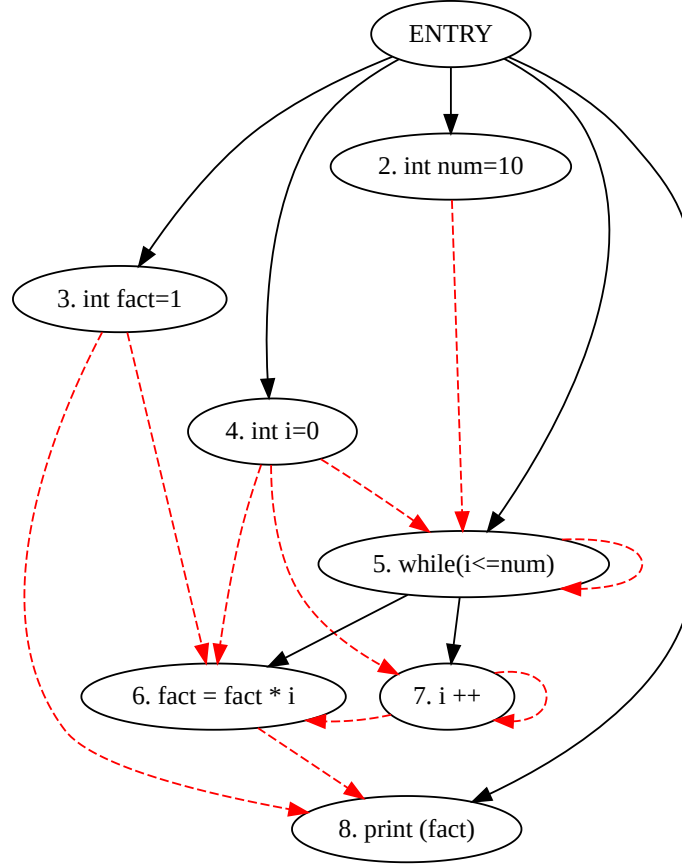 ENTRY
2. int num=10
3. int fact=1
4. int i=0
5. while(i<=num)
6. fact = fact * i
7. i ++
8. print (fact)